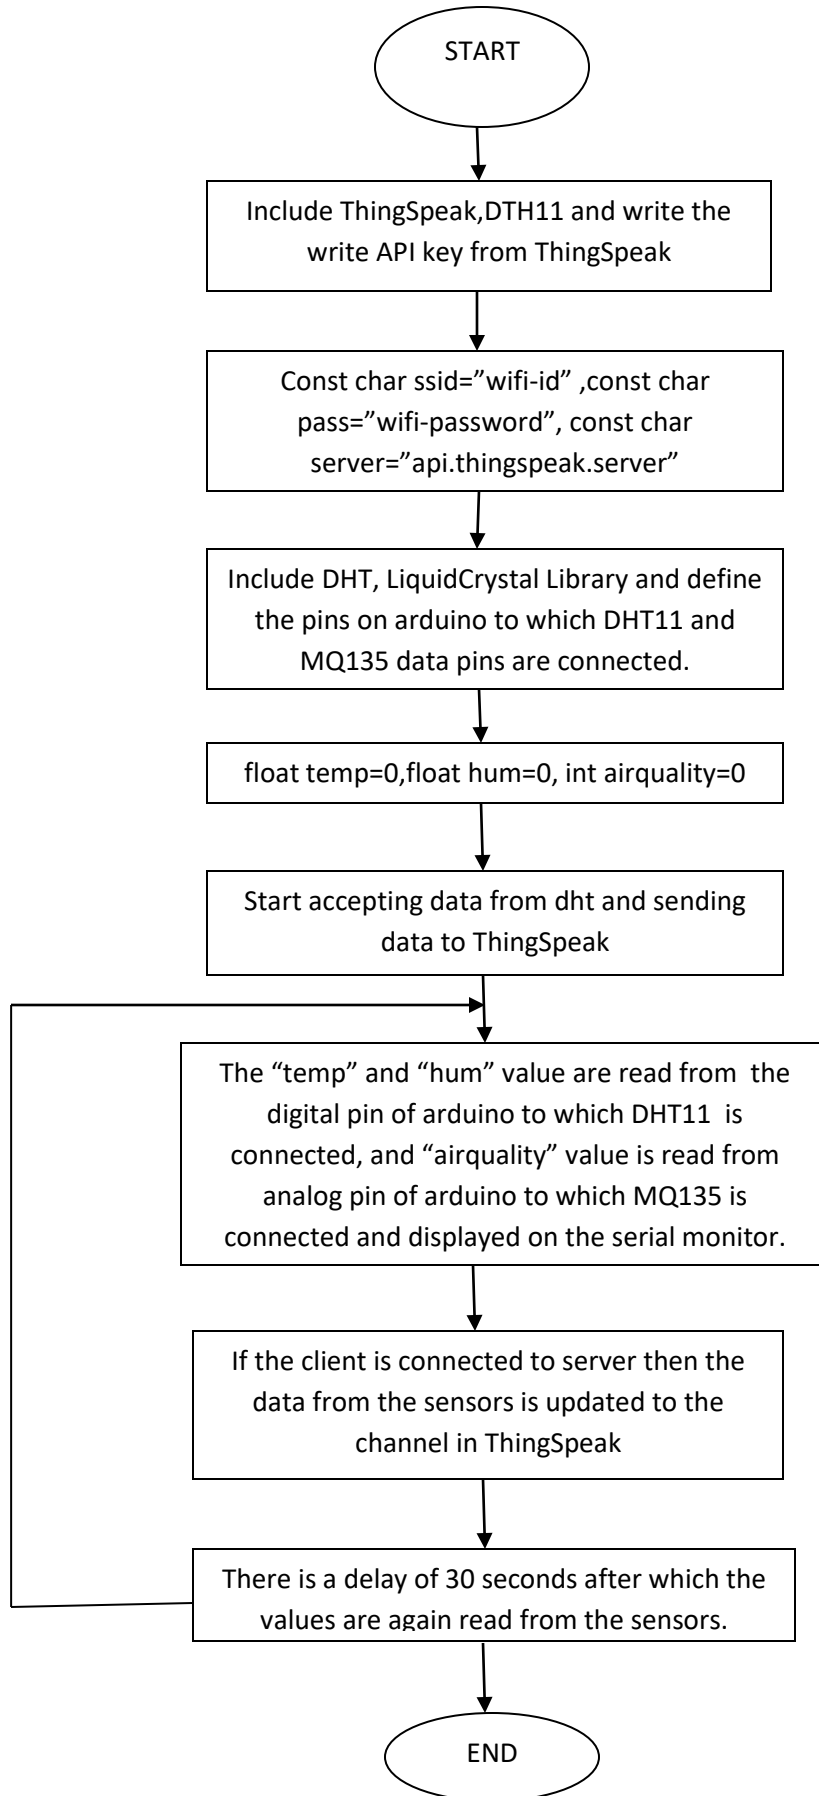 START
Include ThingSpeak,DTH11 and write the
write API key from ThingSpeak
Const char ssid=”wifi-id” ,const char
pass=”wifi-password”, const char
server=”api.thingspeak.server”
Include DHT, LiquidCrystal Library and define
the pins on arduino to which DHT11 and
MQ135 data pins are connected.
float temp=0,float hum=0, int airquality=0
Start accepting data from dht and sending
data to ThingSpeak
The “temp” and “hum” value are read from  the
digital pin of arduino to which DHT11  is
connected, and “airquality” value is read from
analog pin of arduino to which MQ135 is
connected and displayed on the serial monitor.
If the client is connected to server then the
data from the sensors is updated to the
channel in ThingSpeak
There is a delay of 30 seconds after which the
values are again read from the sensors.
END